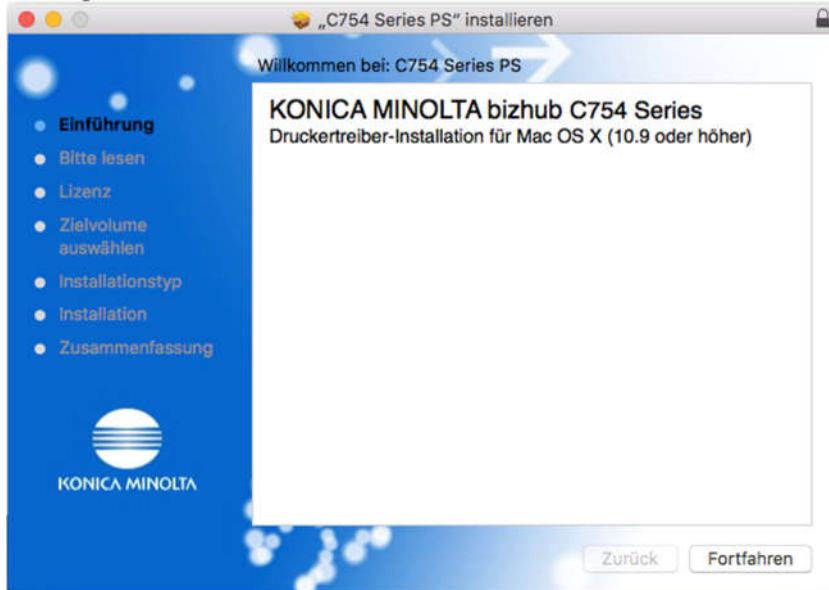 „C754 Series PS“ installieren
Willkommen bei: C754 Series PS
Einführung
Bitte lesen
Lizenz
Zielvolume
auswählen
Installationstyp
Installation
Zusammenfassung
KONICA MINOLTA
KONICA MINOLTA bizhub C754 Series
Druckertreiber-Installation für Mac OS X (10.9 oder höher)
Zurück
Fortfahren